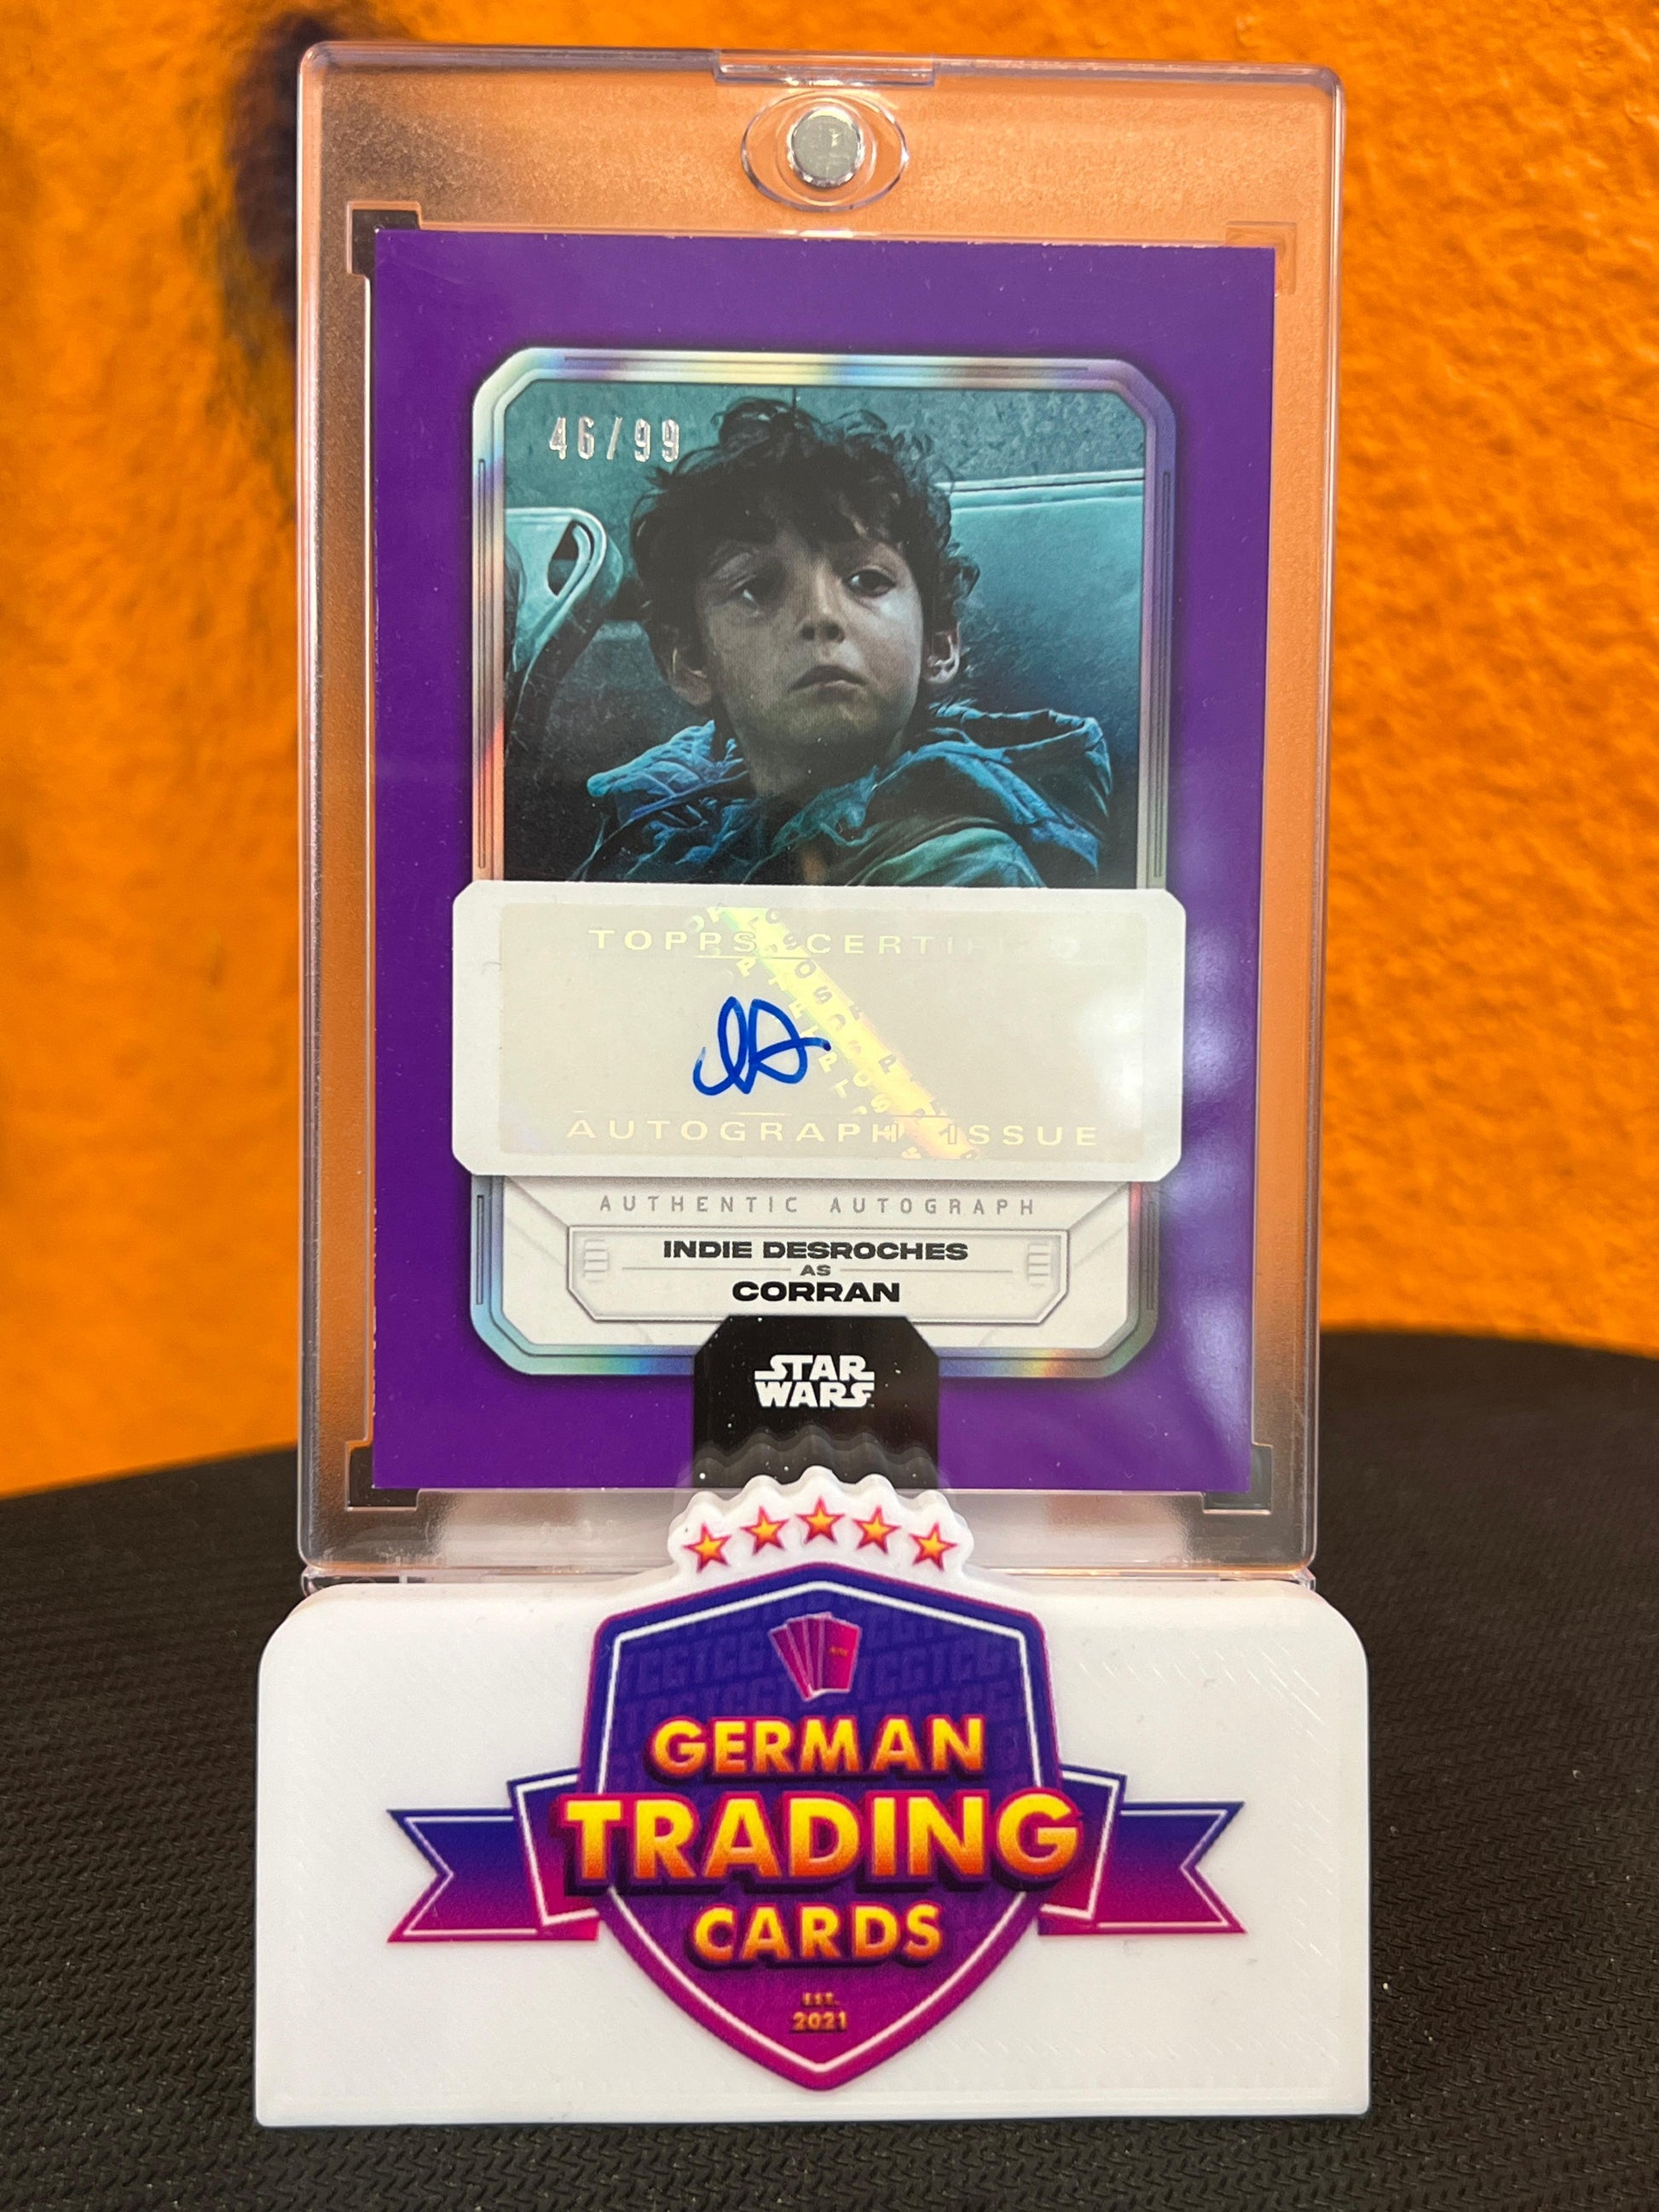 46/99
TOPPS CERTIFIED
AUTOGRAPH ISSUE
AUTHENTIC AUTOGRAPH
INDIE DESROCHES
AS
CORRAN
STAR
WARS
GERMAN
TRADING
CARDS
EST.
2021